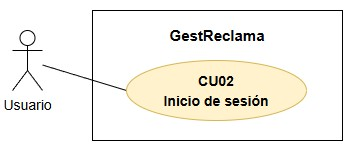 GestReclama
CU02
Inicio de sesión
Usuario